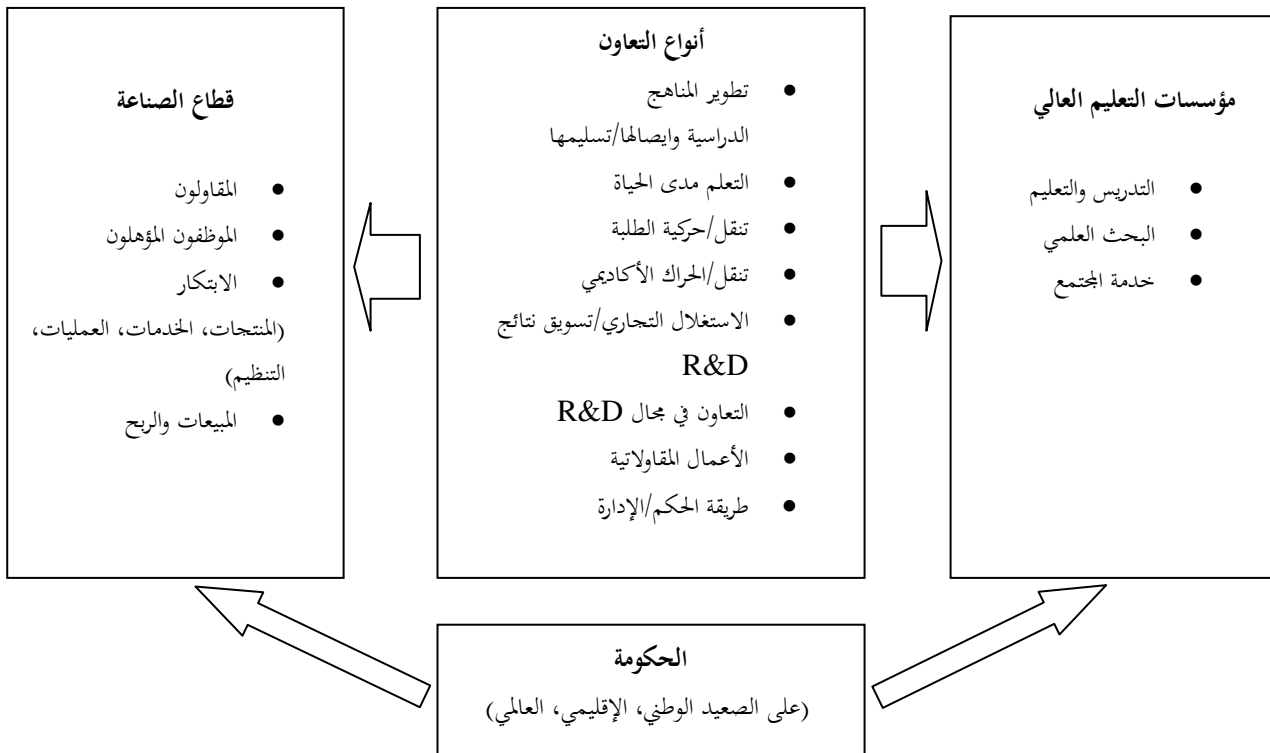 مؤسسات التعليم العالي
● التدريس والتعليم
● البحث العلمي
● خدمة المجتمع
أنواع التعاون
● تطوير المناهج
الدراسية وايصالها/تسليمها
● التعلم مدى الحياة
● تنقل/حركية الطلبة
● تنقل/الحراك الأكاديمي
● الاستغلال التجاري/تسويق نتائج
R&D
● التعاون في مجال R&D
● الأعمال المقاولاتية
● طريقة الحكم/الإدارة
قطاع الصناعة
● المقاولون
● الموظفون المؤهلون
● الابتكار
(المنتجات، الخدمات، العمليات،
التنظيم)
● المبيعات والربح
الحكومة
(على الصعيد الوطني، الإقليمي، العالمي)